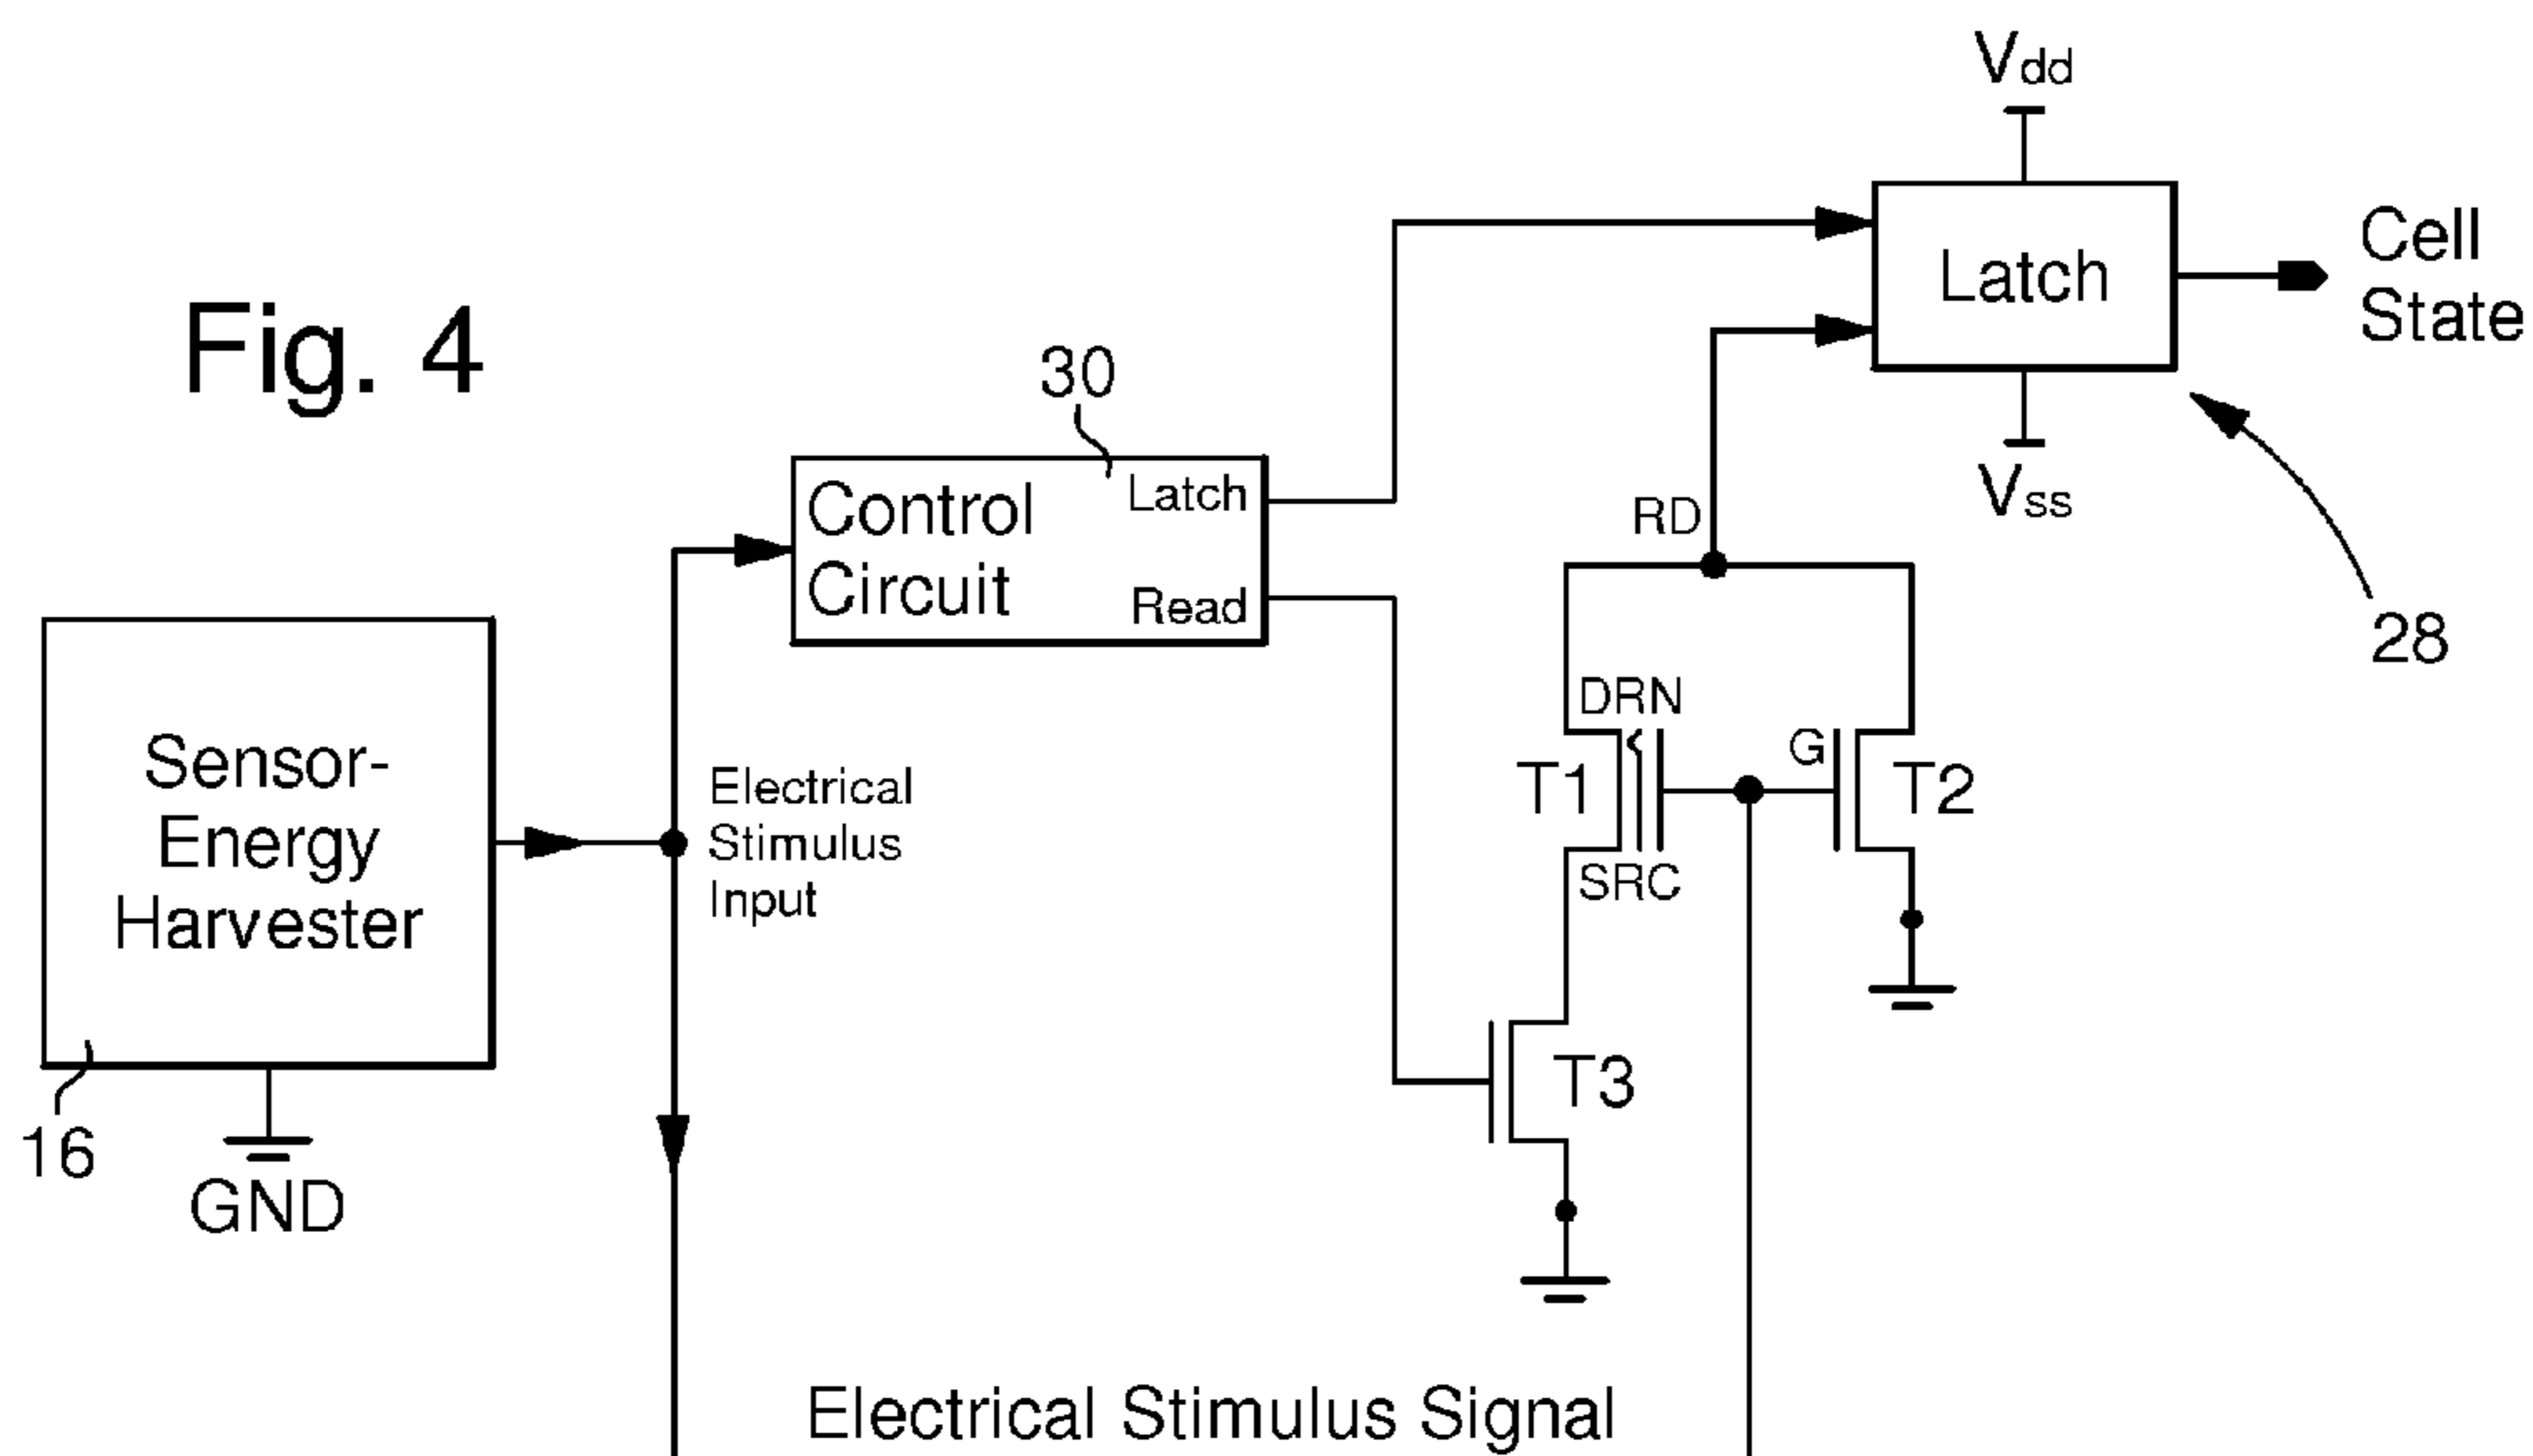 Fig. 4
Vdd
Latch
Cell
State
Vss
28
30
Control
Circuit
Latch
Read
RD
Sensor-
Energy
Harvester
16
GND
Electrical
Stimulus
Input
DRN
T1
SRC
G
T2
T3
Electrical Stimulus Signal